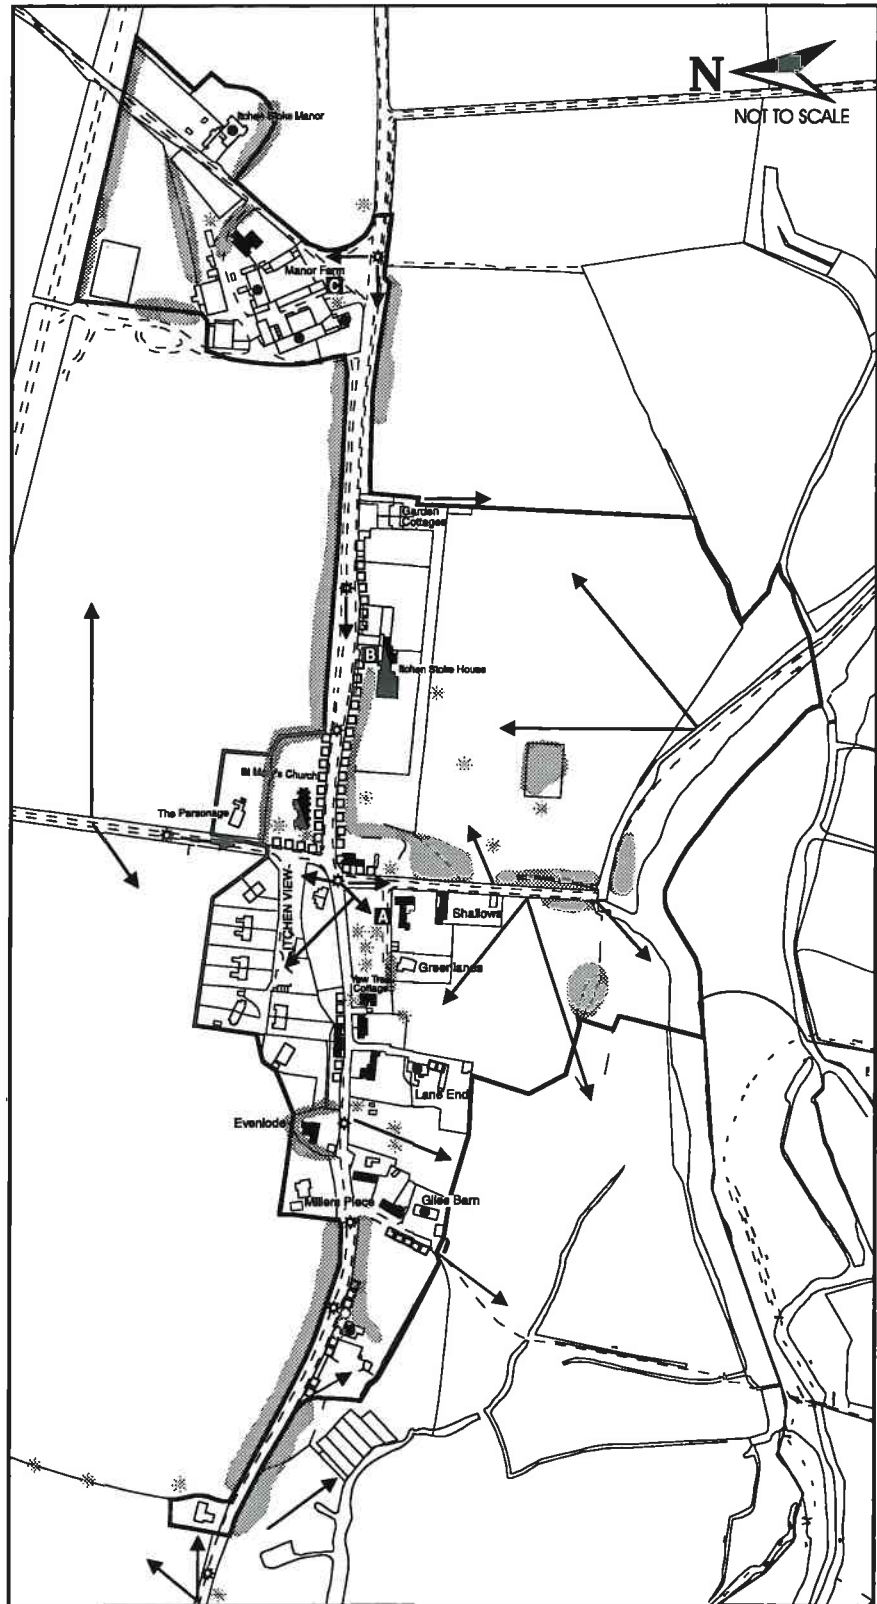 N
NOT TO SCALE
Itchen Stoke Manor
Manor Farm
C
Garden
Cottages
B
Itchen Stoke House
St Mary's Church
The Parsonage
ITCHEN VIEW
A
Shallows
Greenlands
Yew Tree
Cottage
Lane End
Evenlode
Millers Piece
Giles Barn